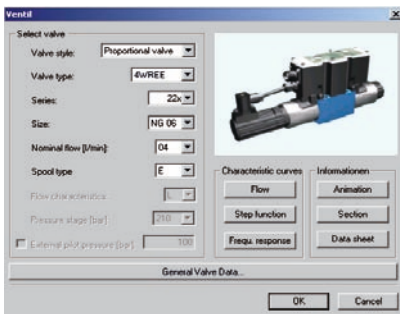 Ventil
Select valve
Valve style: Proportional valve
Valve type: 4WREE
Series: 22x
Size: NG 06
Nominal flow [l/min]: 04
Spool type E
Flow characteristics L
Pressure stage [bar] 210
External pilot pressure [bar] 100
Characteristic curves
Flow
Step function
Frequ. response
Informationen
Animation
Section
Data sheet
General Valve Data...
OK Cancel